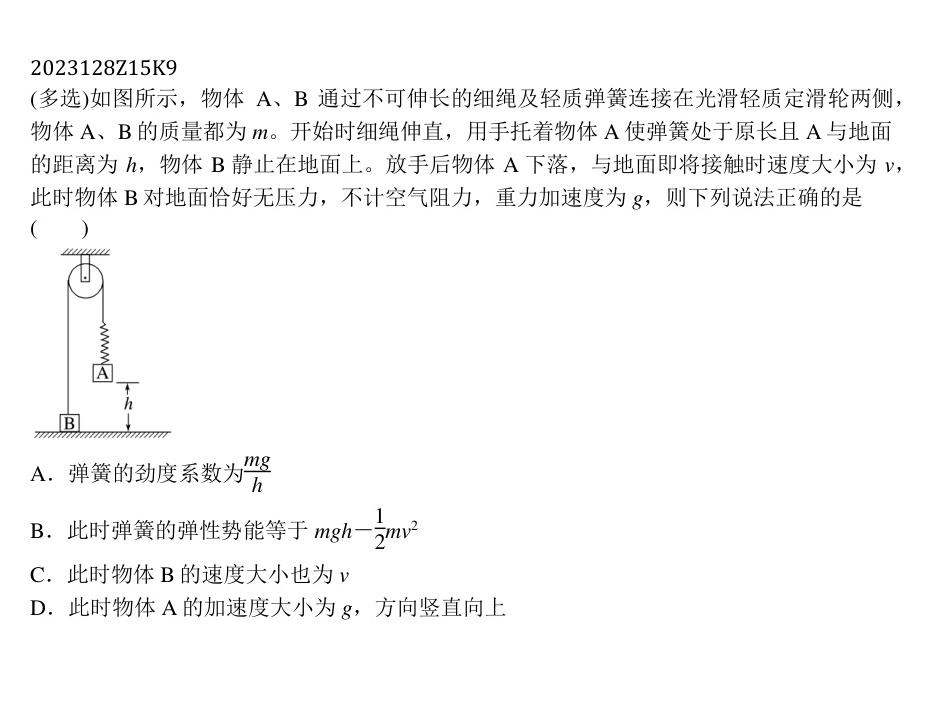 2023128Z15K9
(多选)如图所示，物体 A、B 通过不可伸长的细绳及轻质弹簧连接在光滑轻质定滑轮两侧，
物体 A、B 的质量都为 m。开始时细绳伸直，用手托着物体 A 使弹簧处于原长且 A 与地面
的距离为 h，物体 B 静止在地面上。放手后物体 A 下落，与地面即将接触时速度大小为 v，
此时物体 B 对地面恰好无压力，不计空气阻力，重力加速度为 g，则下列说法正确的是
(　　)
A
h
B
A．弹簧的劲度系数为mg/h
B．此时弹簧的弹性势能等于 mgh－1/2mv²
C．此时物体 B 的速度大小也为 v
D．此时物体 A 的加速度大小为 g，方向竖直向上